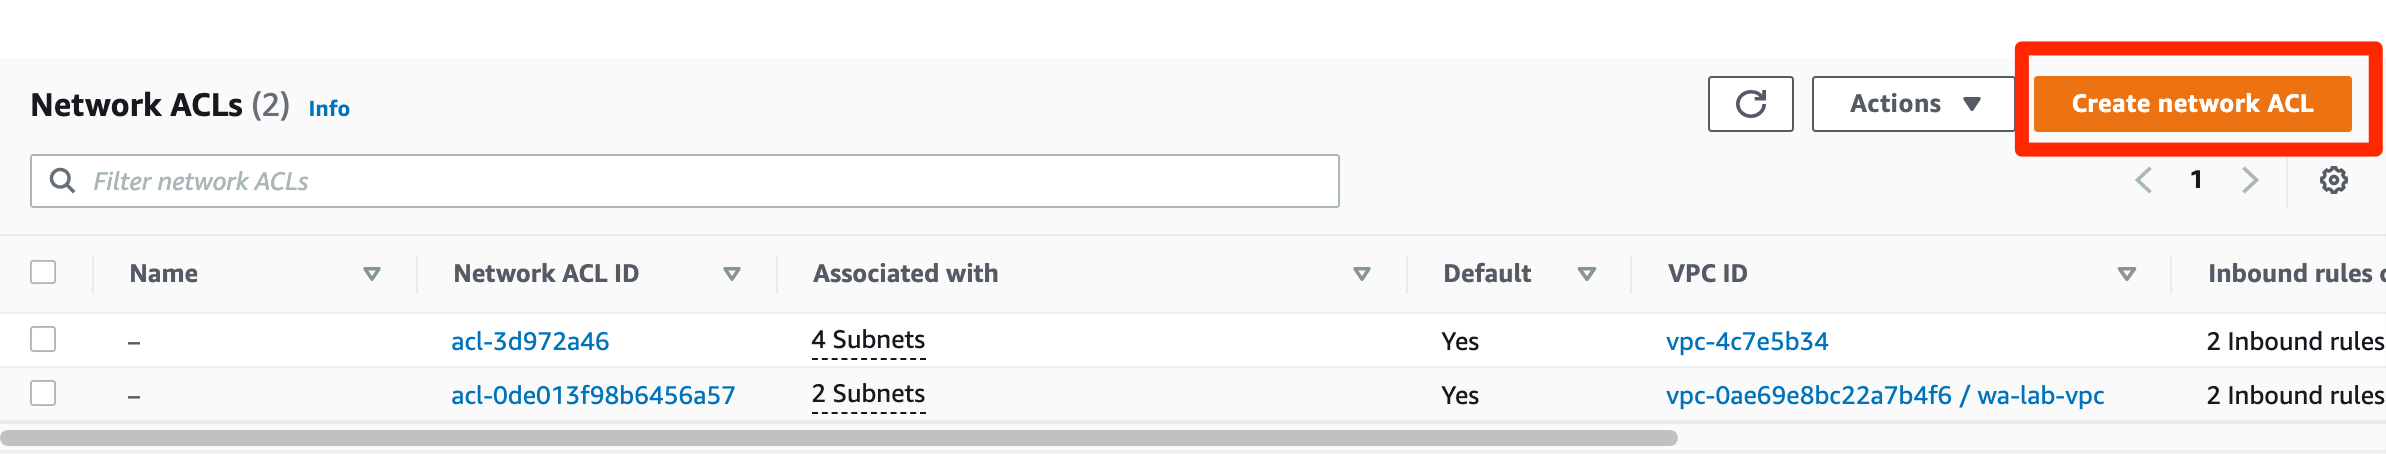 Network ACLs (2) Info
Actions
Create network ACL
Filter network ACLs
1
Name Network ACL ID Associated with Default VPC ID Inbound rules
– acl-3d972a46 4 Subnets Yes vpc-4c7e5b34 2 Inbound rules
– acl-0de013f98b6456a57 2 Subnets Yes vpc-0ae69e8bc22a7b4f6 / wa-lab-vpc 2 Inbound rules